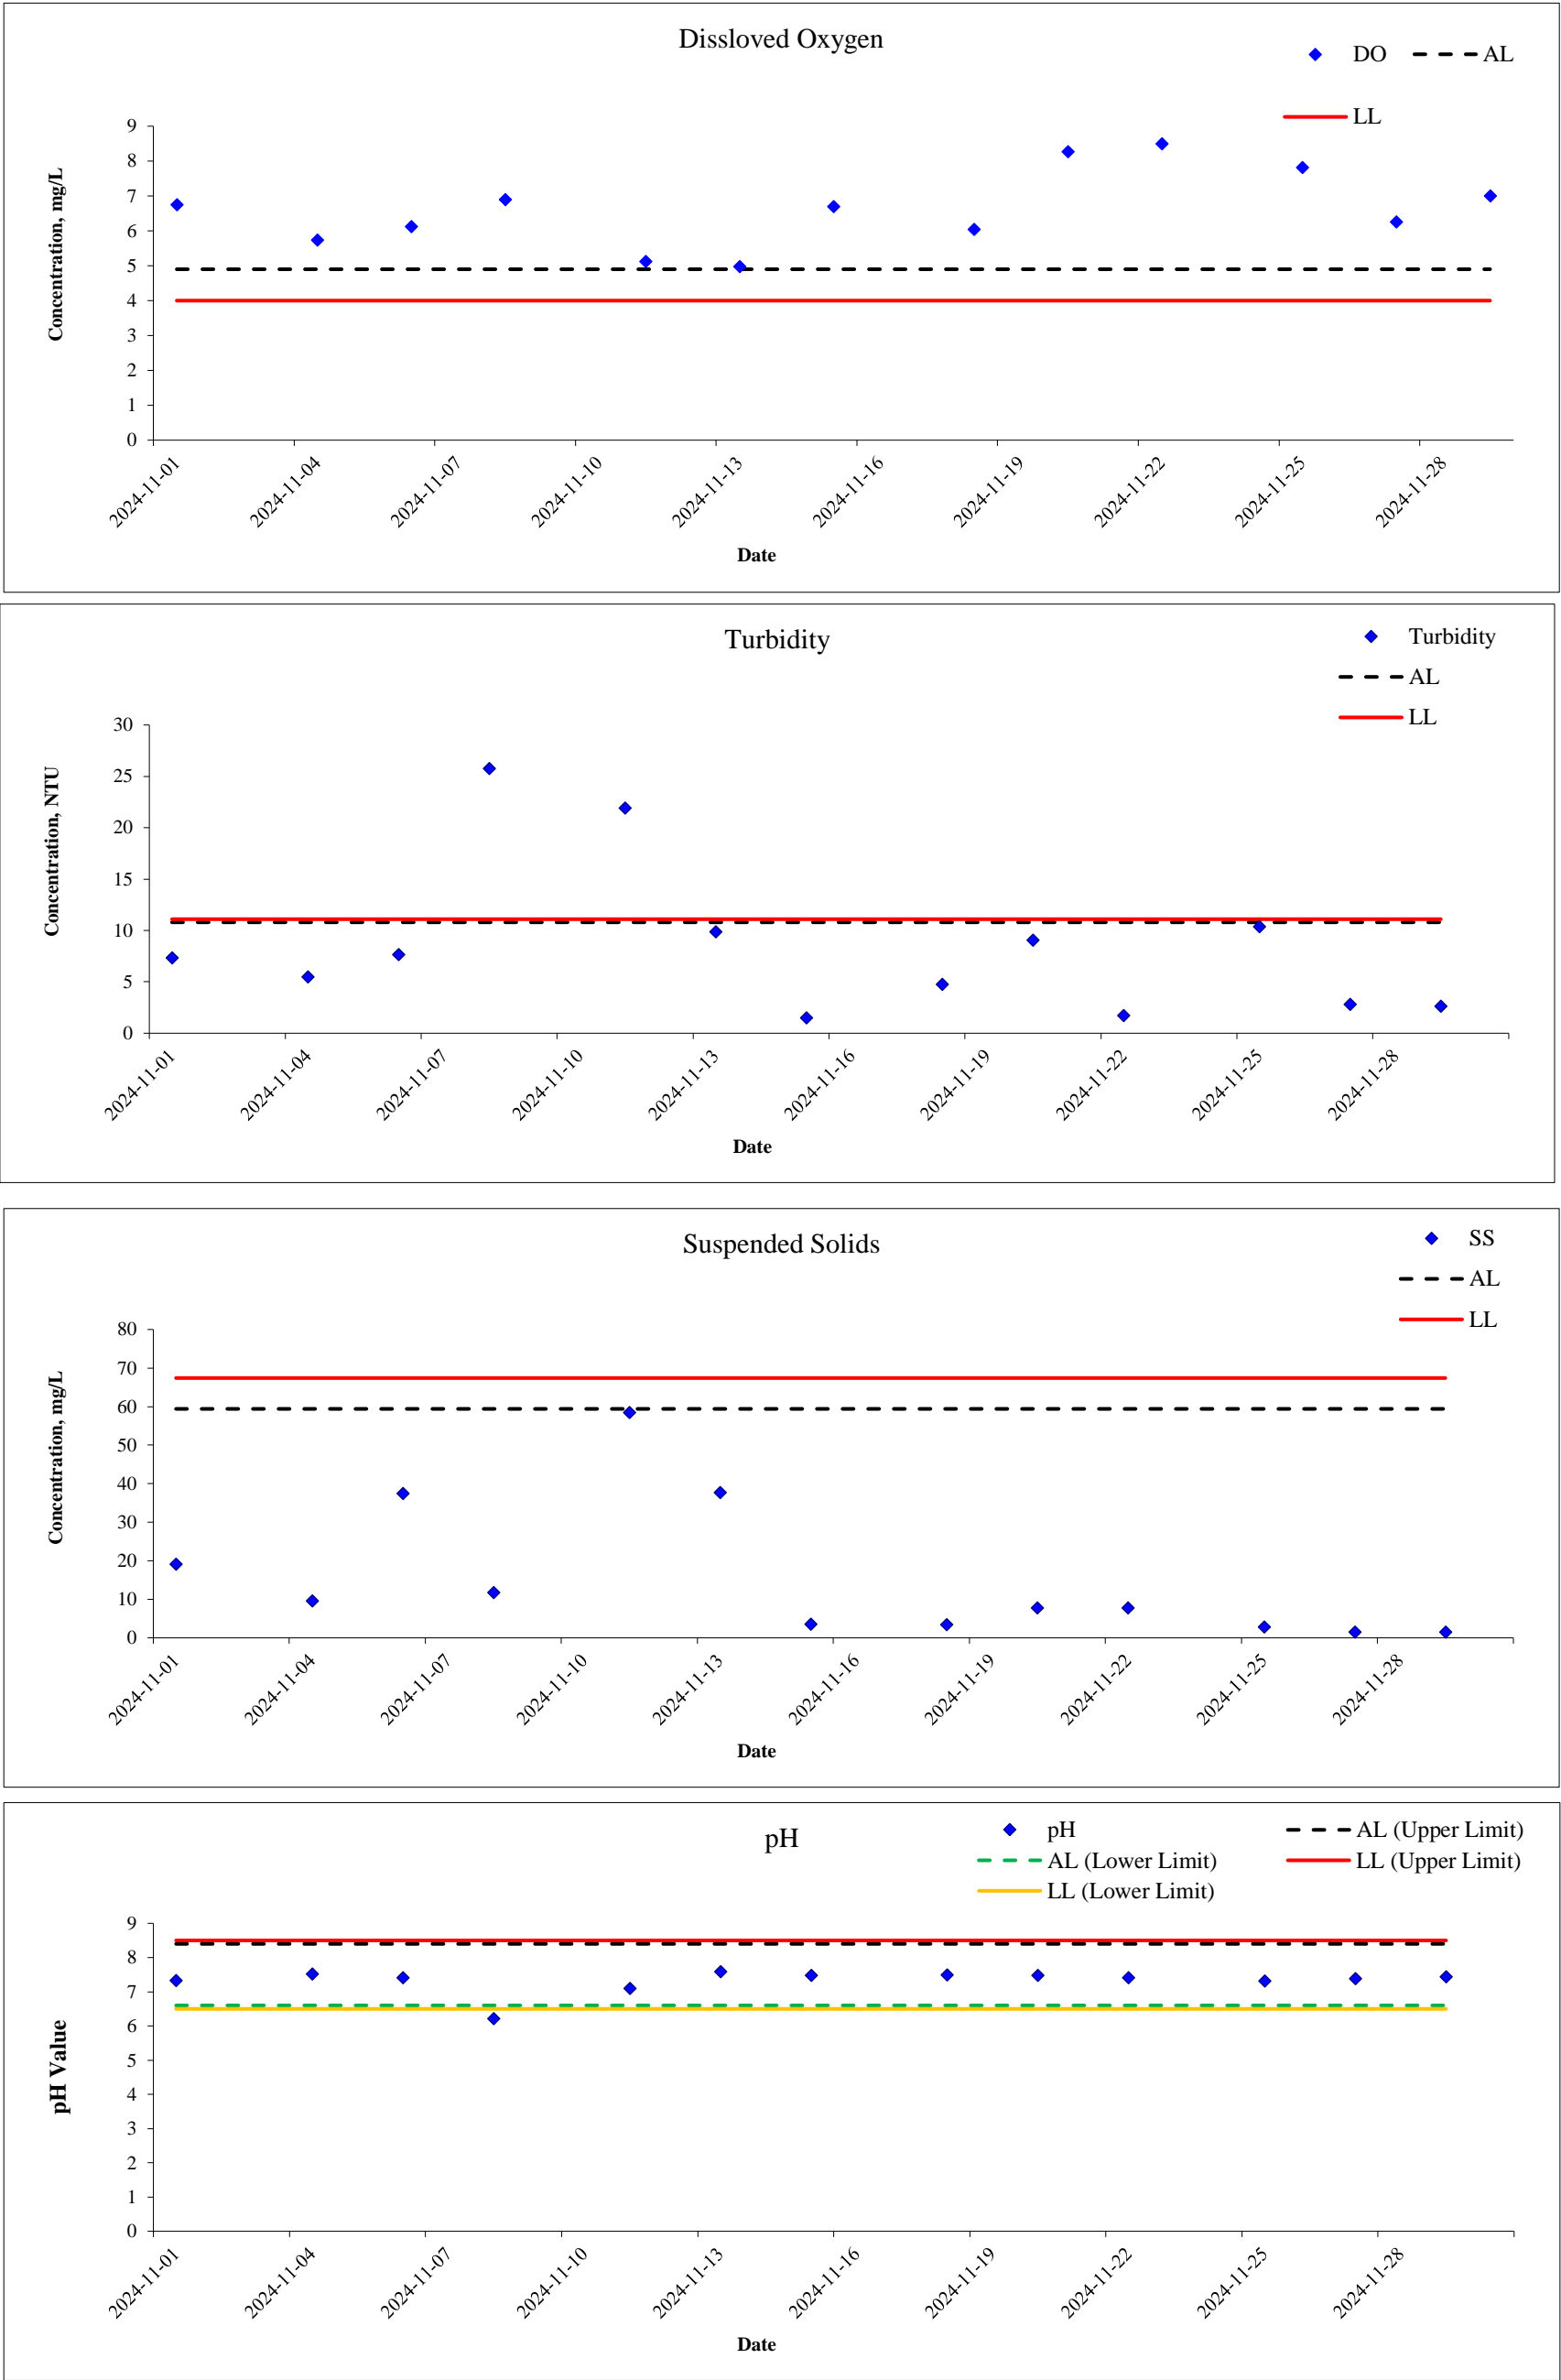 Dissloved Oxygen
DO AL
LL
9
8
7
6
5
4
3
2
1
0
Concentration, mg/L
2024-11-01 2024-11-04 2024-11-07 2024-11-10 2024-11-13 2024-11-16 2024-11-19 2024-11-22 2024-11-25 2024-11-28
Date
Turbidity
Turbidity
AL
LL
30
25
20
15
10
5
0
Concentration, NTU
2024-11-01 2024-11-04 2024-11-07 2024-11-10 2024-11-13 2024-11-16 2024-11-19 2024-11-22 2024-11-25 2024-11-28
Date
Suspended Solids
SS
AL
LL
80
70
60
50
40
30
20
10
0
Concentration, mg/L
2024-11-01 2024-11-04 2024-11-07 2024-11-10 2024-11-13 2024-11-16 2024-11-19 2024-11-22 2024-11-25 2024-11-28
Date
pH
pH AL (Upper Limit)
AL (Lower Limit) LL (Upper Limit)
LL (Lower Limit)
9
8
7
6
5
4
3
2
1
0
pH Value
2024-11-01 2024-11-04 2024-11-07 2024-11-10 2024-11-13 2024-11-16 2024-11-19 2024-11-22 2024-11-25 2024-11-28
Date